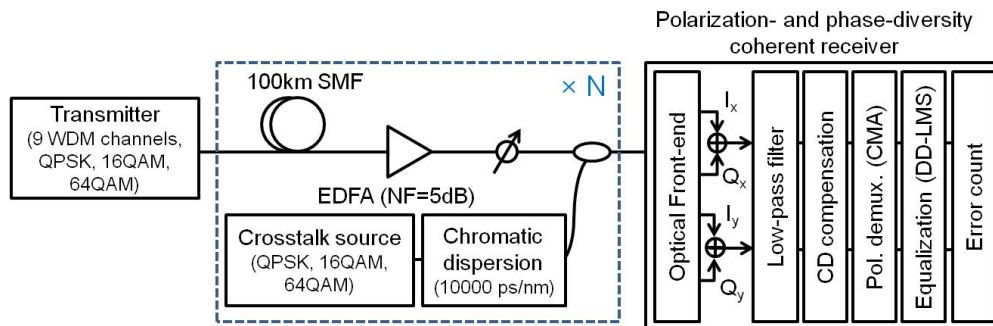 Polarization- and phase-diversity
coherent receiver
Transmitter
(9 WDM channels,
QPSK, 16QAM,
64QAM)
100km SMF
× N
EDFA (NF=5dB)
Crosstalk source
(QPSK, 16QAM,
64QAM)
Chromatic
dispersion
(10000 ps/nm)
Optical Front-end
Iₓ
Qₓ
I_y
Q_y
Low-pass filter
CD compensation
Pol. demux. (CMA)
Equalization (DD-LMS)
Error count